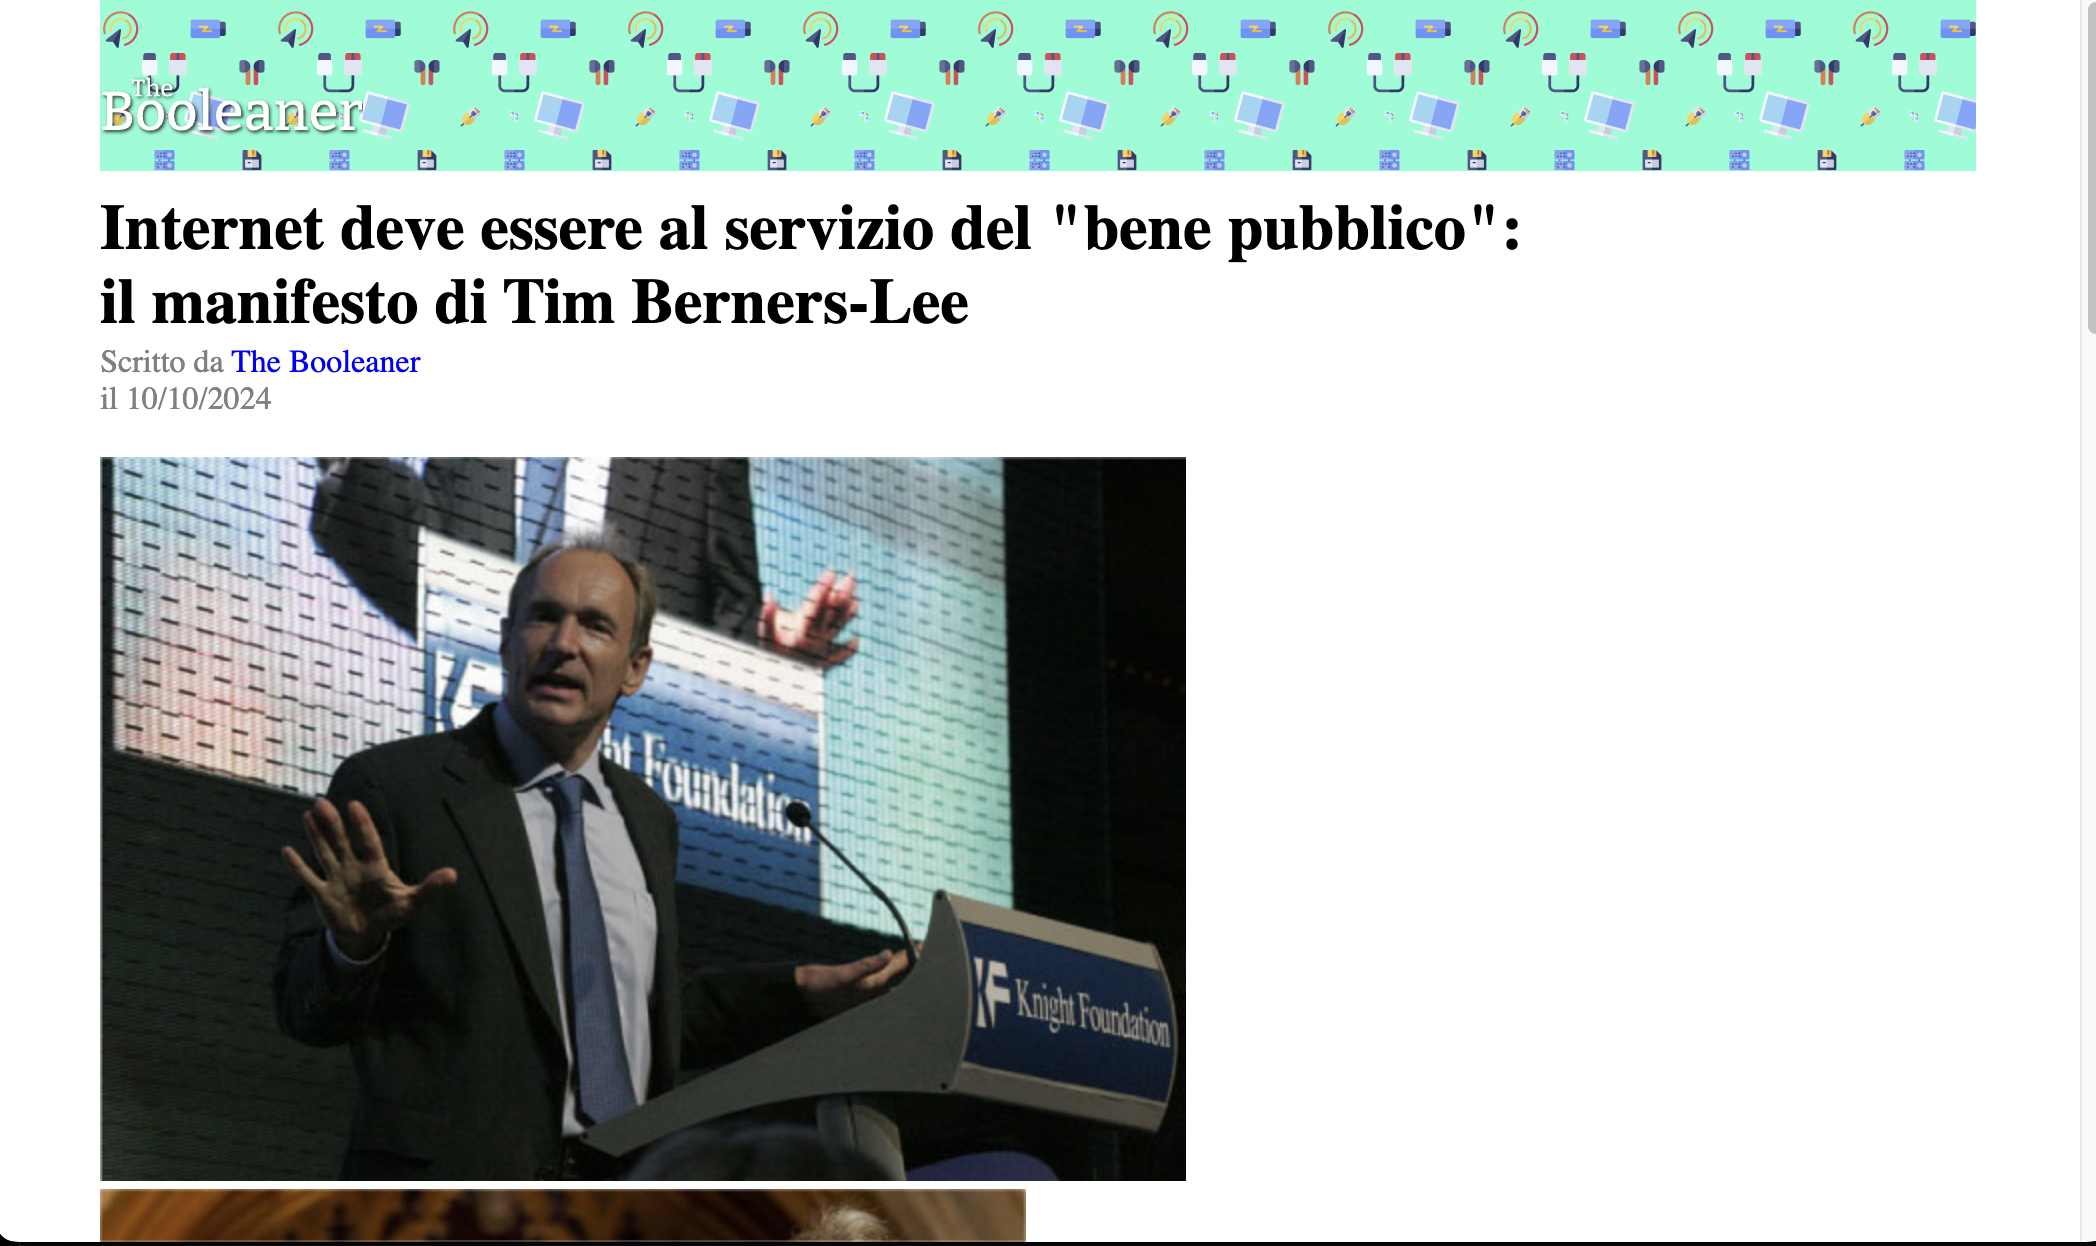 The
Booleaner
Internet deve essere al servizio del "bene pubblico":
il manifesto di Tim Berners-Lee
Scritto da The Booleaner
il 10/10/2024
ht Foundation
KF Knight Foundation